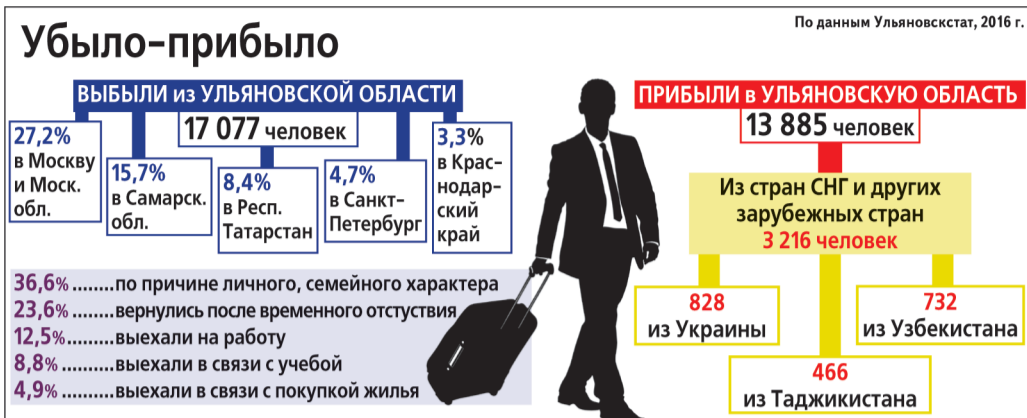 По данным Ульяновскстат, 2016 г.
Убыло-прибыло
ВЫБЫЛИ из УЛЬЯНОВСКОЙ ОБЛАСТИ
17 077 человек
27,2%
в Москву
и Моск.
обл.
15,7%
в Самарск.
обл.
8,4%
в Респ.
Татарстан
4,7%
в Санкт-
Петербург
3,3%
в Крас-
нодар-
ский
край
36,6% .........по причине личного, семейного характера
23,6% .........вернулись после временного отстуствия
12,5% .........выехали на работу
8,8% .........выехали в связи с учебой
4,9% .........выехали в связи с покупкой жилья
ПРИБЫЛИ в УЛЬЯНОВСКУЮ ОБЛАСТЬ
13 885 человек
Из стран СНГ и других
зарубежных стран
3 216 человек
828
из Украины
732
из Узбекистана
466
из Таджикистана